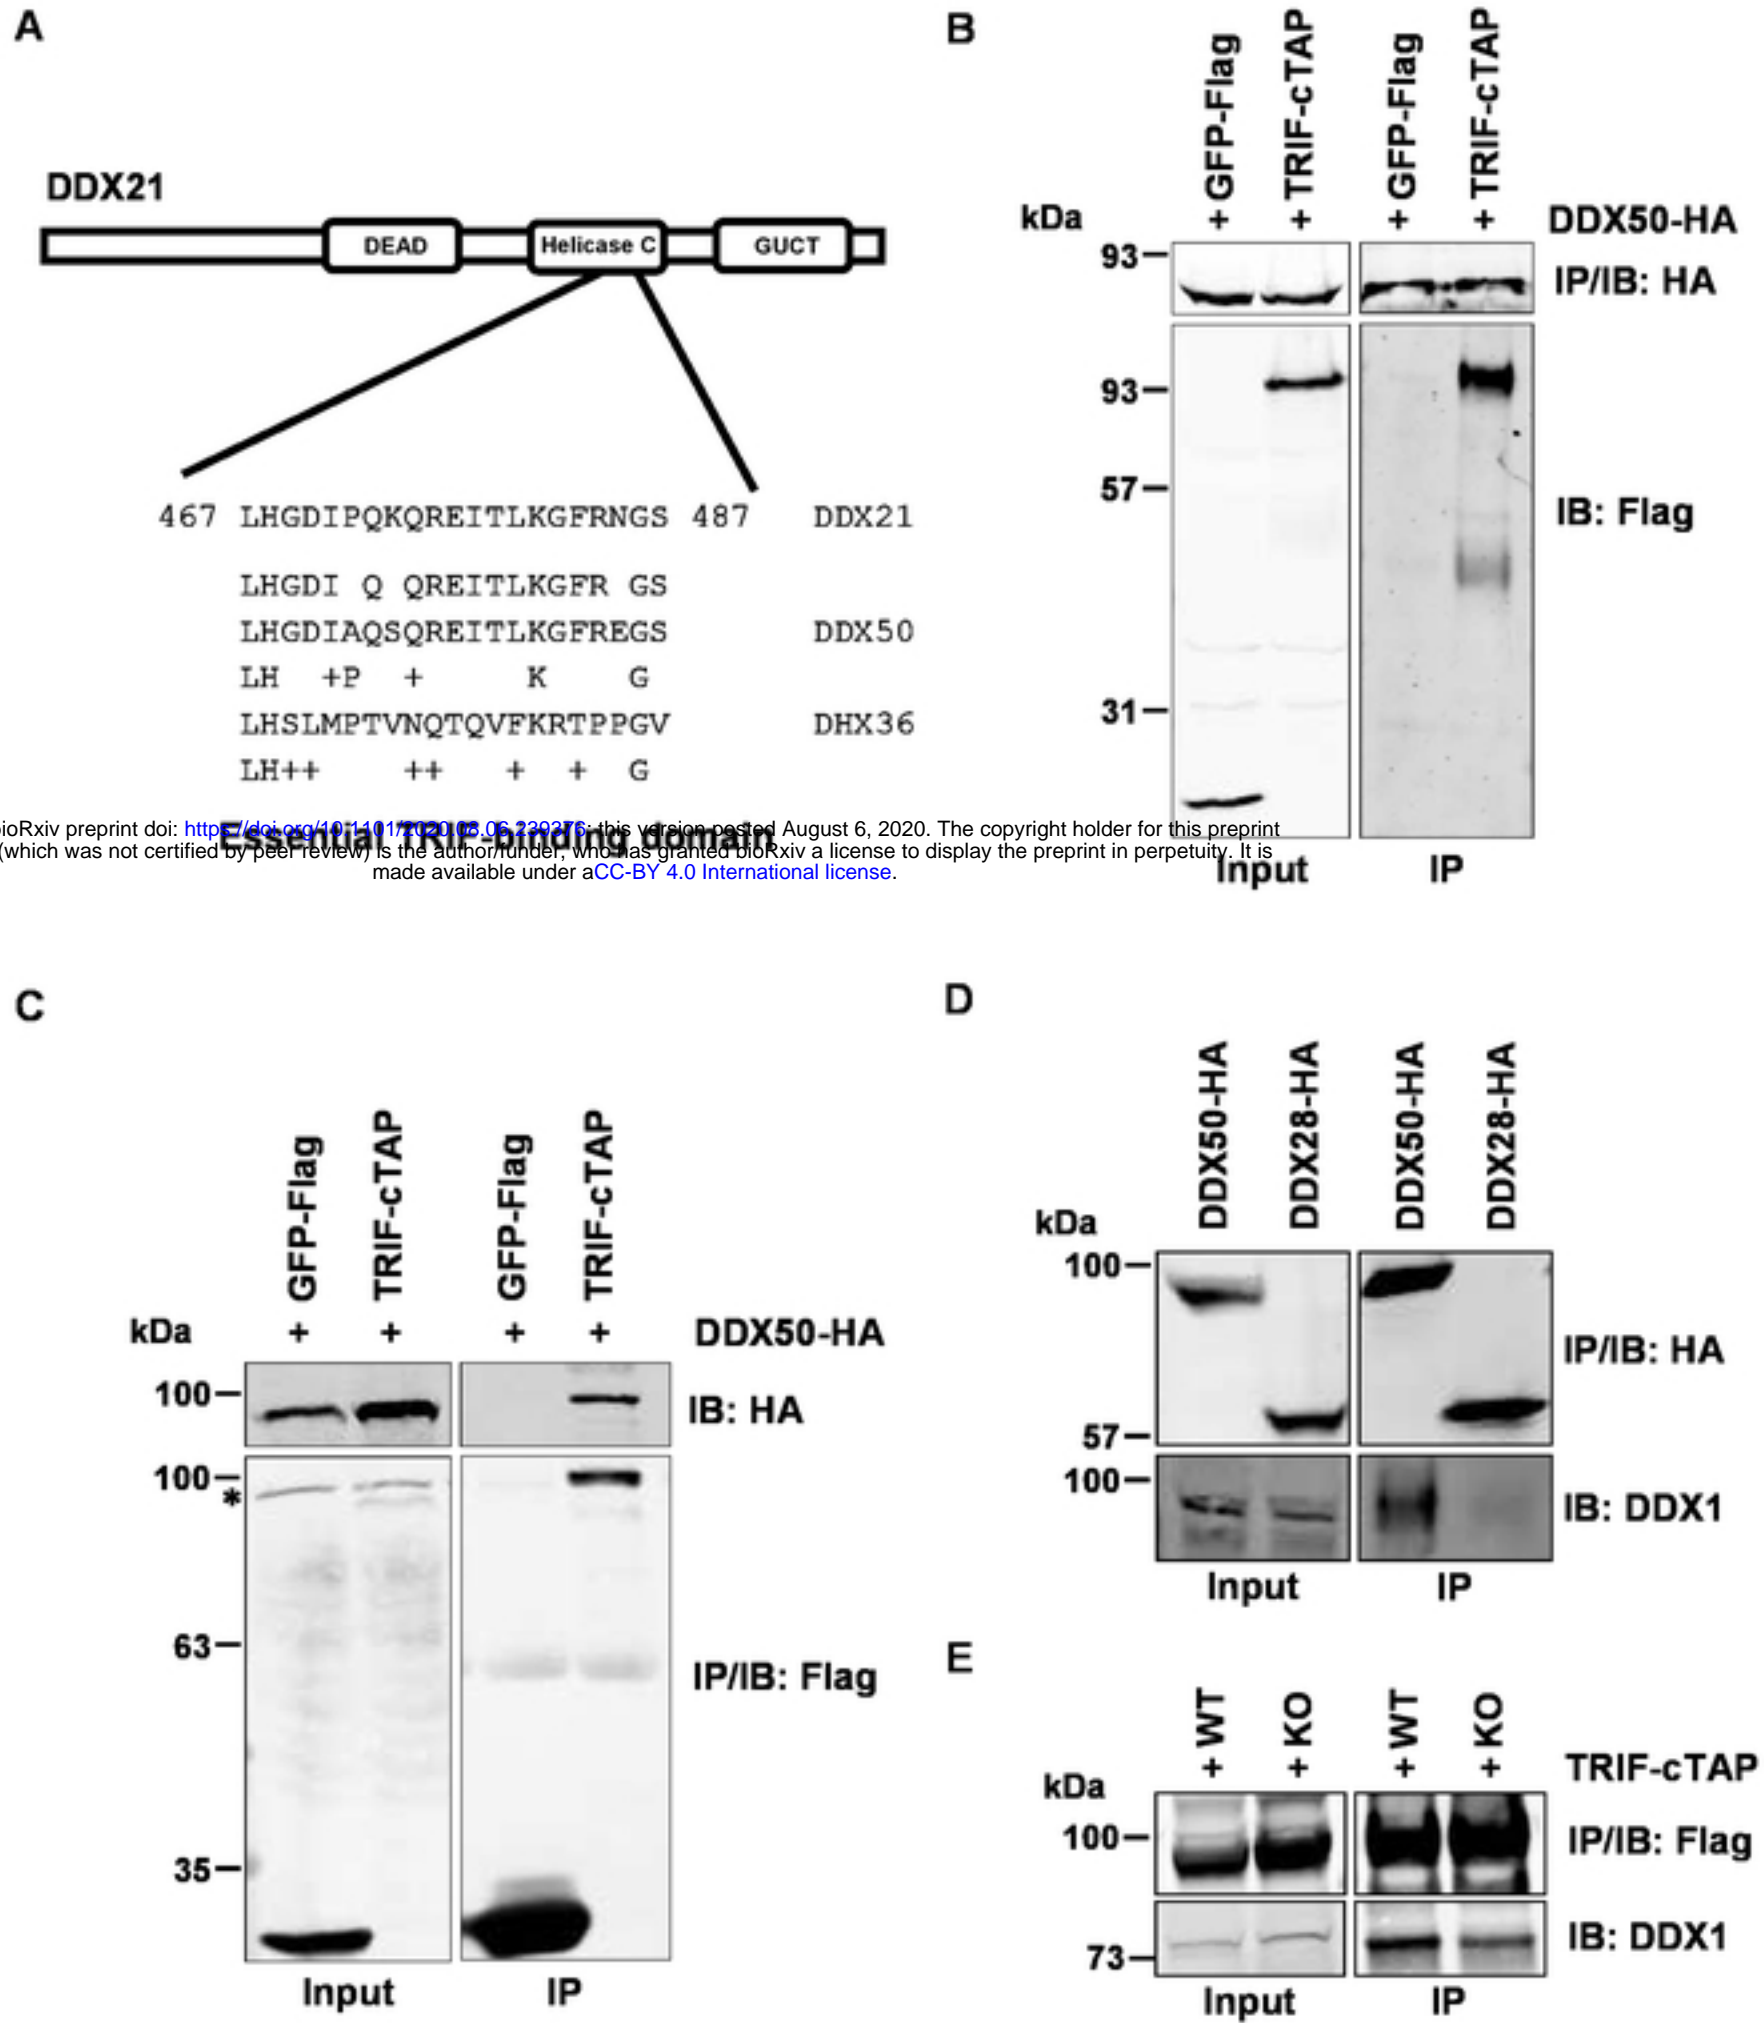 A
DDX21
DEAD Helicase C GUCT
467 LHGDIPQKQREITLKGFRNGS 487 DDX21
LHGDI Q QREITLKGFR GS
LHGDIAQSQREITLKGFREGS DDX50
LH +P + K G
LHSLMPTVNQTQVFKRTPPGV DHX36
LH++ ++ + + G
Essential TRIF-binding domain
bioRxiv preprint doi: https://doi.org/10.1101/2020.08.06.239376; this version posted August 6, 2020. The copyright holder for this preprint
(which was not certified by peer review) is the author/funder, who has granted bioRxiv a license to display the preprint in perpetuity. It is
made available under aCC-BY 4.0 International license.
B
GFP-Flag TRIF-cTAP GFP-Flag TRIF-cTAP
kDa + + + + DDX50-HA
93 IP/IB: HA
93
57 IB: Flag
31
Input IP
C
GFP-Flag TRIF-cTAP GFP-Flag TRIF-cTAP
kDa + + + + DDX50-HA
100 IB: HA
100
*
63 IP/IB: Flag
35
Input IP
D
DDX50-HA DDX28-HA DDX50-HA DDX28-HA
kDa
100 IP/IB: HA
57
100 IB: DDX1
Input IP
E
WT KO WT KO
+ + + + TRIF-cTAP
kDa
100 IP/IB: Flag
73 IB: DDX1
Input IP